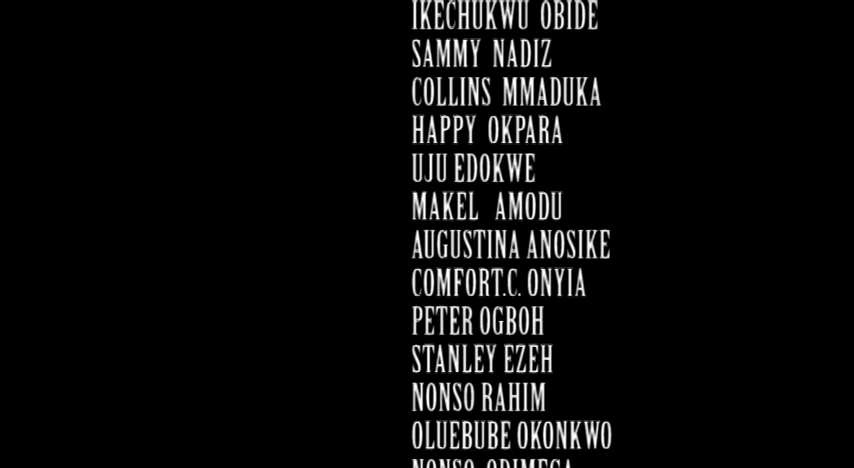 IKECHUKWU OBIDE
SAMMY NADIZ
COLLINS MMADUKA
HAPPY OKPARA
UJU EDOKWE
MAKEL AMODU
AUGUSTINA ANOSIKE
COMFORT.C. ONYIA
PETER OGBOH
STANLEY EZEH
NONSO RAHIM
OLUEBUBE OKONKWO
NONSO